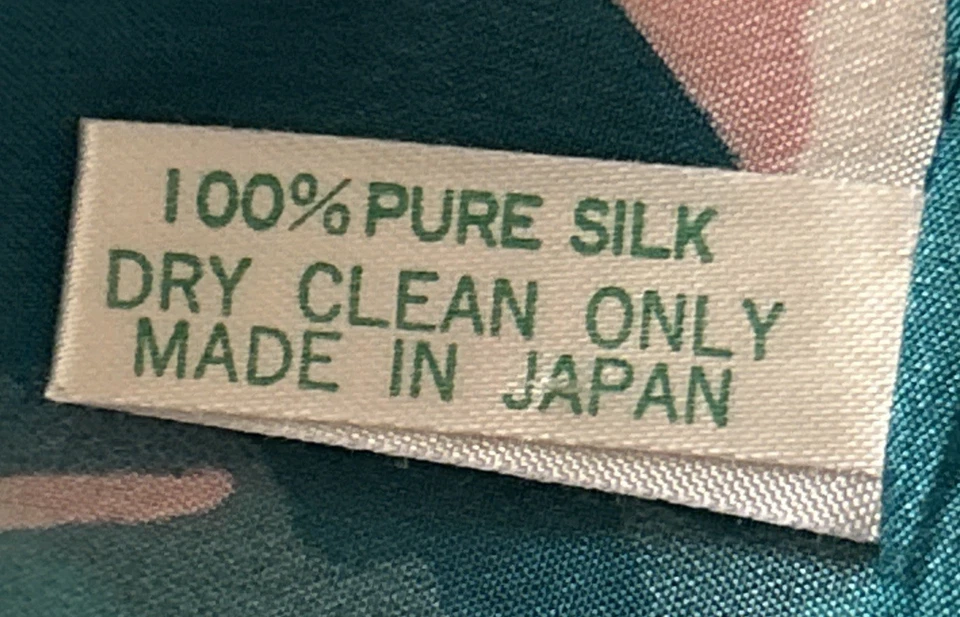 100% PURE SILK
DRY CLEAN ONLY
MADE IN JAPAN